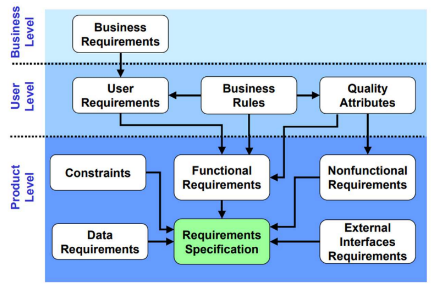 Business
Level
Business
Requirements
User
Level
User
Requirements
Business
Rules
Quality
Attributes
Product
Level
Constraints
Functional
Requirements
Nonfunctional
Requirements
Data
Requirements
Requirements
Specification
External
Interfaces
Requirements